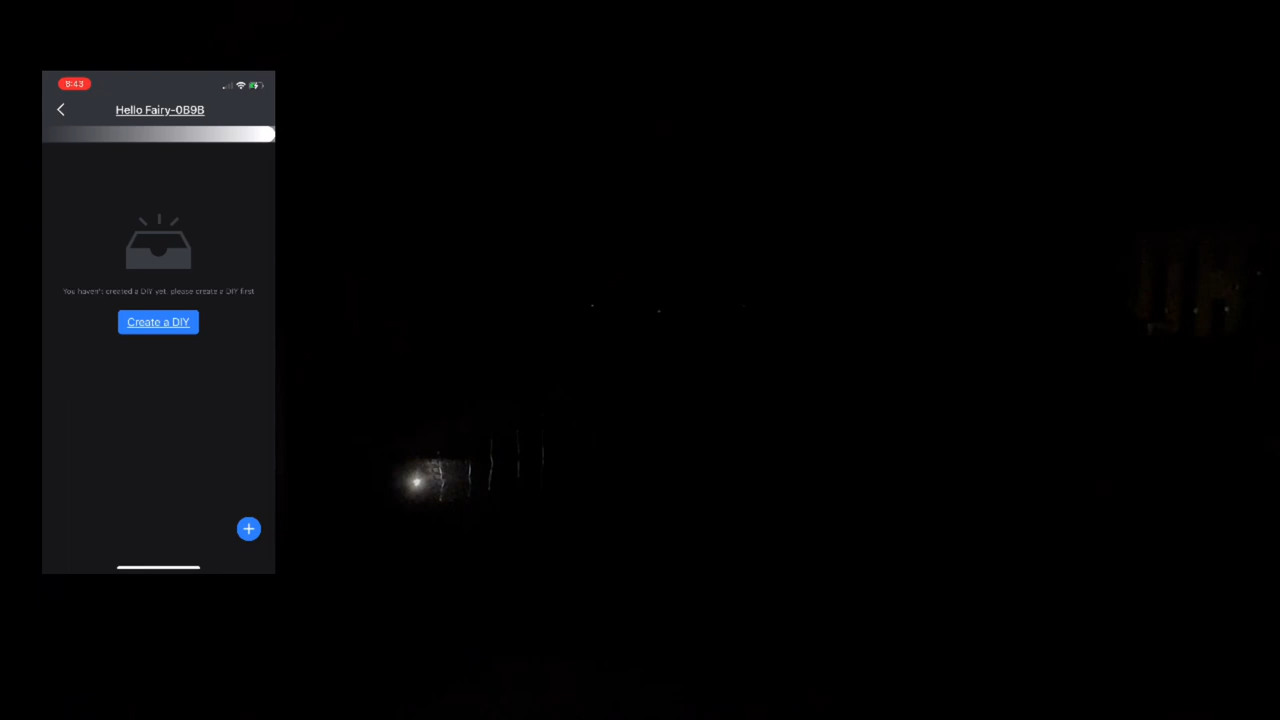 8:43
Hello Fairy-0B9B
You haven't created a DIY yet, please create a DIY first
Create a DIY